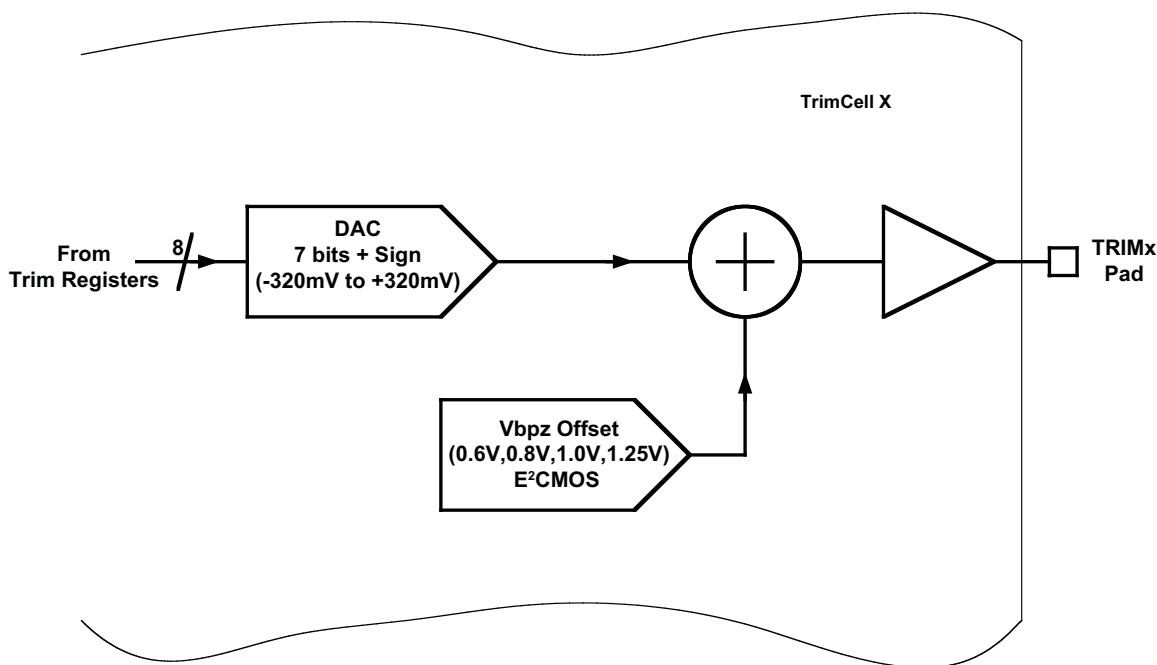 TrimCell X
DAC
7 bits + Sign
(-320mV to +320mV)
8
From
Trim Registers
TRIMx
Pad
Vbpz Offset
(0.6V,0.8V,1.0V,1.25V)
E²CMOS